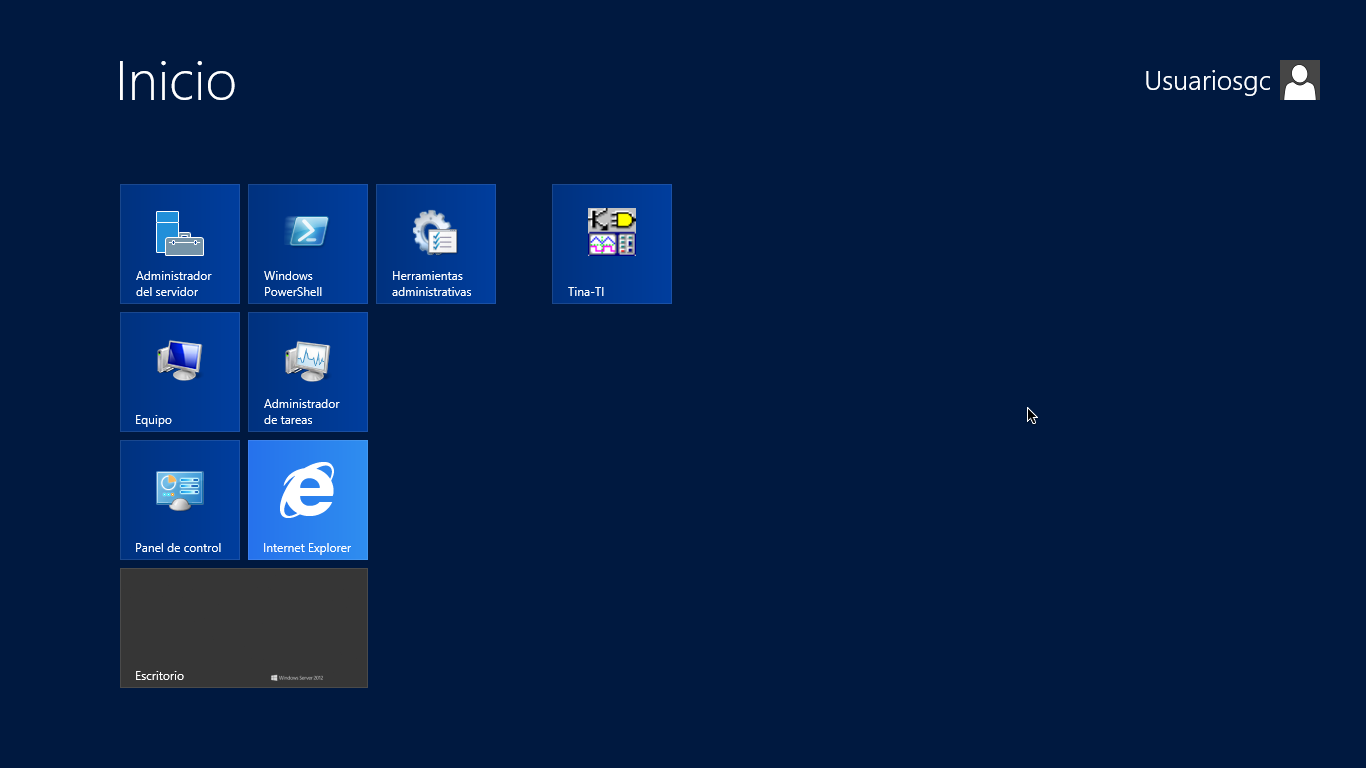 Inicio
Usuariosgc
Administrador
del servidor
Windows
PowerShell
Herramientas
administrativas
Tina-TI
Equipo
Administrador
de tareas
Panel de control
Internet Explorer
Escritorio
Windows Server 2012